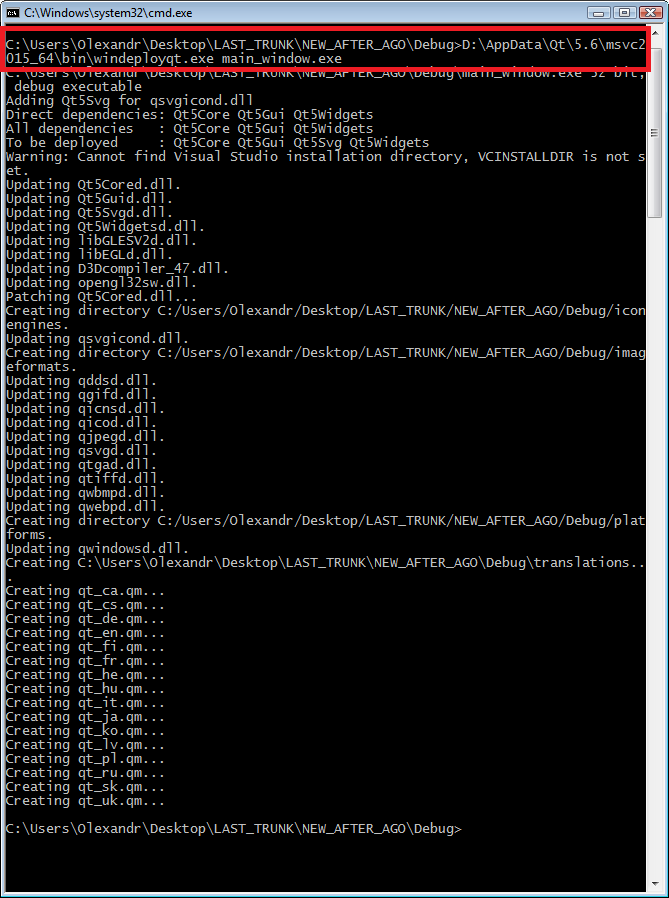 C:\Windows\system32\cmd.exe
C:\Users\Olexandr\Desktop\LAST_TRUNK\NEW_AFTER_AGO\Debug>D:\AppData\Qt\5.6\msvc2
015_64\bin\windeployqt.exe main_window.exe
C:\Users\Olexandr\Desktop\LAST_TRUNK\NEW_AFTER_AGO\Debug\main_window.exe 32 bit,
 debug executable
Adding Qt5Svg for qsvgicond.dll
Direct dependencies: Qt5Core Qt5Gui Qt5Widgets
All dependencies   : Qt5Core Qt5Gui Qt5Widgets
To be deployed     : Qt5Core Qt5Gui Qt5Svg Qt5Widgets
Warning: Cannot find Visual Studio installation directory, VCINSTALLDIR is not s
et.
Updating Qt5Cored.dll.
Updating Qt5Guid.dll.
Updating Qt5Svgd.dll.
Updating Qt5Widgetsd.dll.
Updating libGLESV2d.dll.
Updating libEGLd.dll.
Updating D3Dcompiler_47.dll.
Updating opengl32sw.dll.
Patching Qt5Cored.dll...
Creating directory C:/Users/Olexandr/Desktop/LAST_TRUNK/NEW_AFTER_AGO/Debug/icon
engines.
Updating qsvgicond.dll.
Creating directory C:/Users/Olexandr/Desktop/LAST_TRUNK/NEW_AFTER_AGO/Debug/imag
eformats.
Updating qddsd.dll.
Updating qgifd.dll.
Updating qicnsd.dll.
Updating qicod.dll.
Updating qjpegd.dll.
Updating qsvgd.dll.
Updating qtgad.dll.
Updating qtiffd.dll.
Updating qwbmpd.dll.
Updating qwebpd.dll.
Creating directory C:/Users/Olexandr/Desktop/LAST_TRUNK/NEW_AFTER_AGO/Debug/plat
forms.
Updating qwindowsd.dll.
Creating C:\Users\Olexandr\Desktop\LAST_TRUNK\NEW_AFTER_AGO\Debug\translations..
.
Creating qt_ca.qm...
Creating qt_cs.qm...
Creating qt_de.qm...
Creating qt_en.qm...
Creating qt_fi.qm...
Creating qt_fr.qm...
Creating qt_he.qm...
Creating qt_hu.qm...
Creating qt_it.qm...
Creating qt_ja.qm...
Creating qt_ko.qm...
Creating qt_lv.qm...
Creating qt_pl.qm...
Creating qt_ru.qm...
Creating qt_sk.qm...
Creating qt_uk.qm...
C:\Users\Olexandr\Desktop\LAST_TRUNK\NEW_AFTER_AGO\Debug>